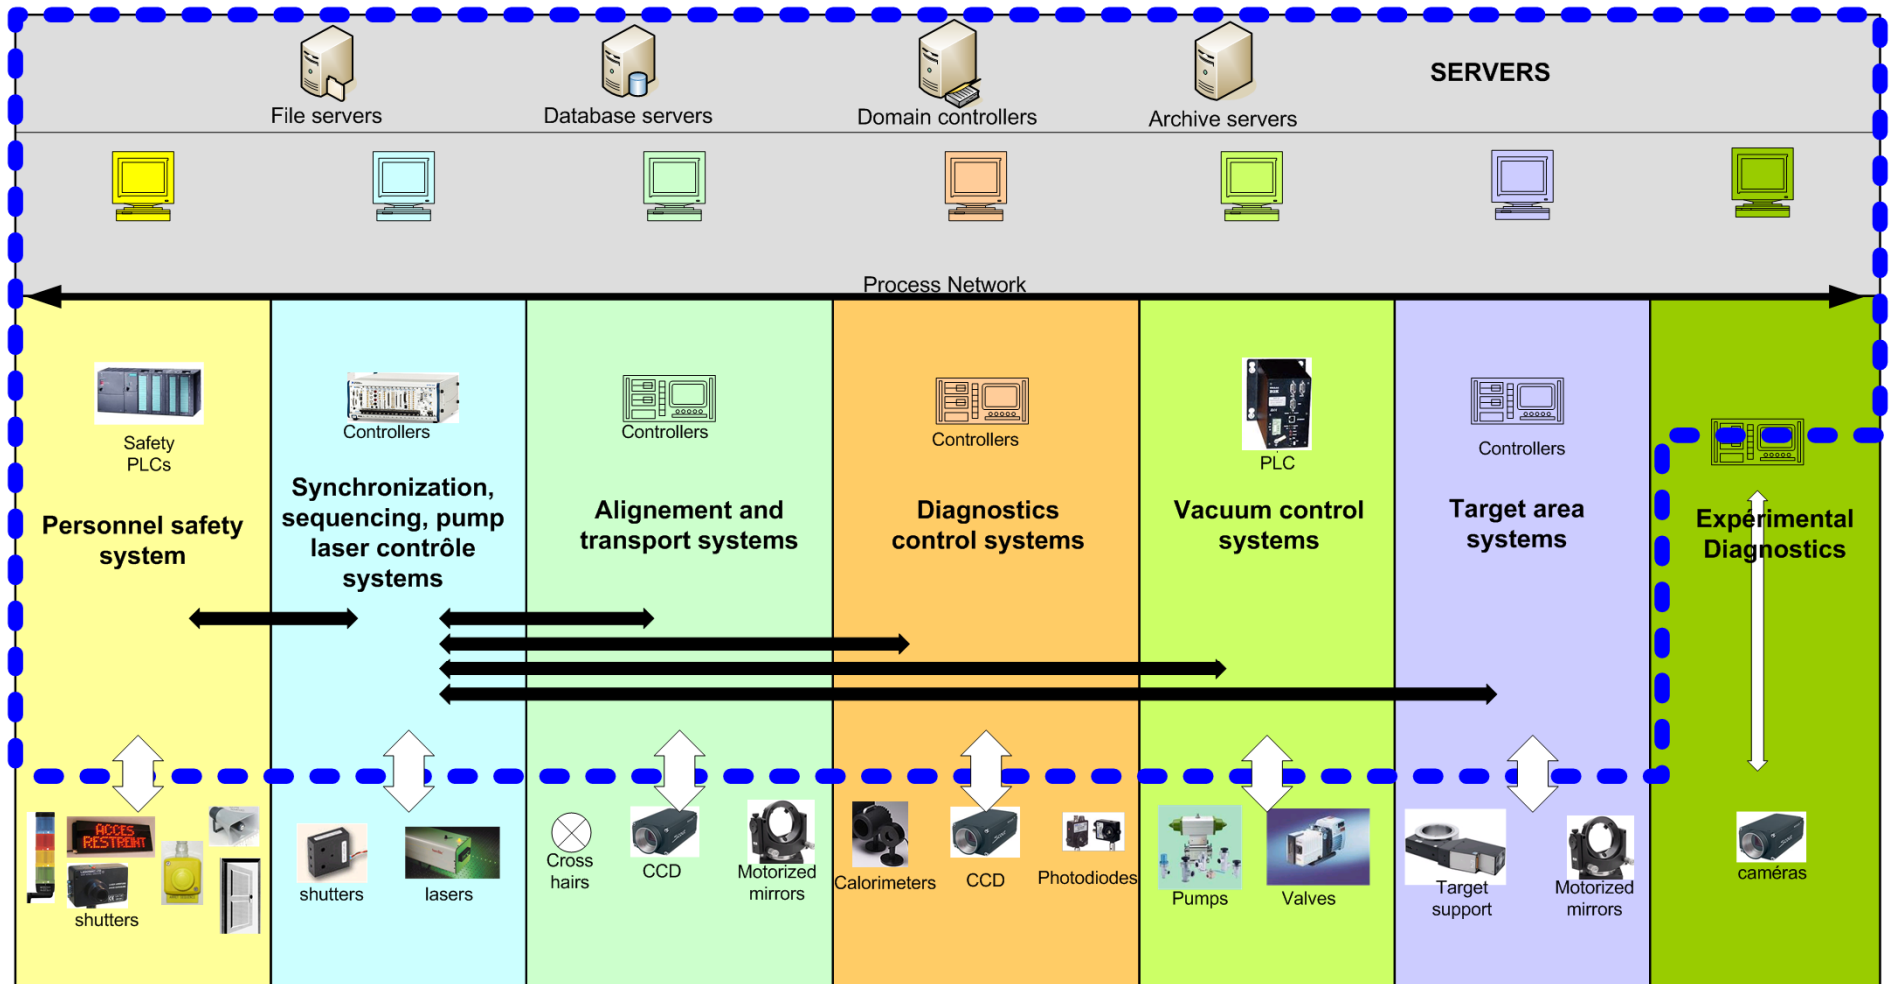 SERVERS
File servers
Database servers
Domain controllers
Archive servers
Process Network
Safety
PLCs
Controllers
Controllers
Controllers
PLC
Controllers
Personnel safety
system
Synchronization,
sequencing, pump
laser contrôle
systems
Alignement and
transport systems
Diagnostics
control systems
Vacuum control
systems
Target area
systems
Expérimental
Diagnostics
ACCES
RESTREINT
shutters
shutters
lasers
Cross
hairs
CCD
Motorized
mirrors
Calorimeters
CCD
Photodiodes
Pumps
Valves
Target
support
Motorized
mirrors
caméras